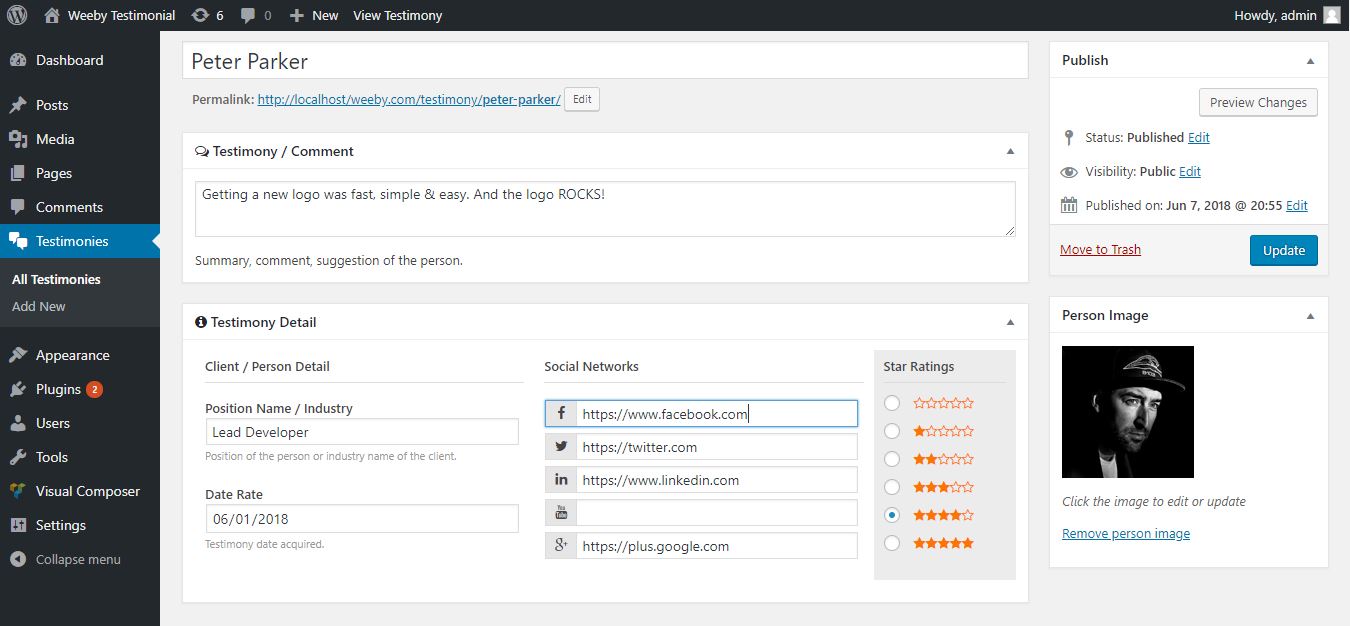 Weeby Testimonial 6 0 New View Testimony Howdy, admin
Dashboard
Posts
Media
Pages
Comments
Testimonies
All Testimonies
Add New
Appearance
Plugins 2
Users
Tools
Visual Composer
Settings
Collapse menu
Peter Parker
Permalink: http://localhost/weeby.com/testimony/peter-parker/ Edit
Testimony / Comment
Getting a new logo was fast, simple & easy. And the logo ROCKS!
Summary, comment, suggestion of the person.
Testimony Detail
Client / Person Detail
Position Name / Industry
Lead Developer
Position of the person or industry name of the client.
Date Rate
06/01/2018
Testimony date acquired.
Social Networks
https://www.facebook.com
https://twitter.com
in https://www.linkedin.com
You Tube
g+ https://plus.google.com
Star Ratings
Publish
Preview Changes
Status: Published Edit
Visibility: Public Edit
Published on: Jun 7, 2018 @ 20:55 Edit
Move to Trash Update
Person Image
Click the image to edit or update
Remove person image